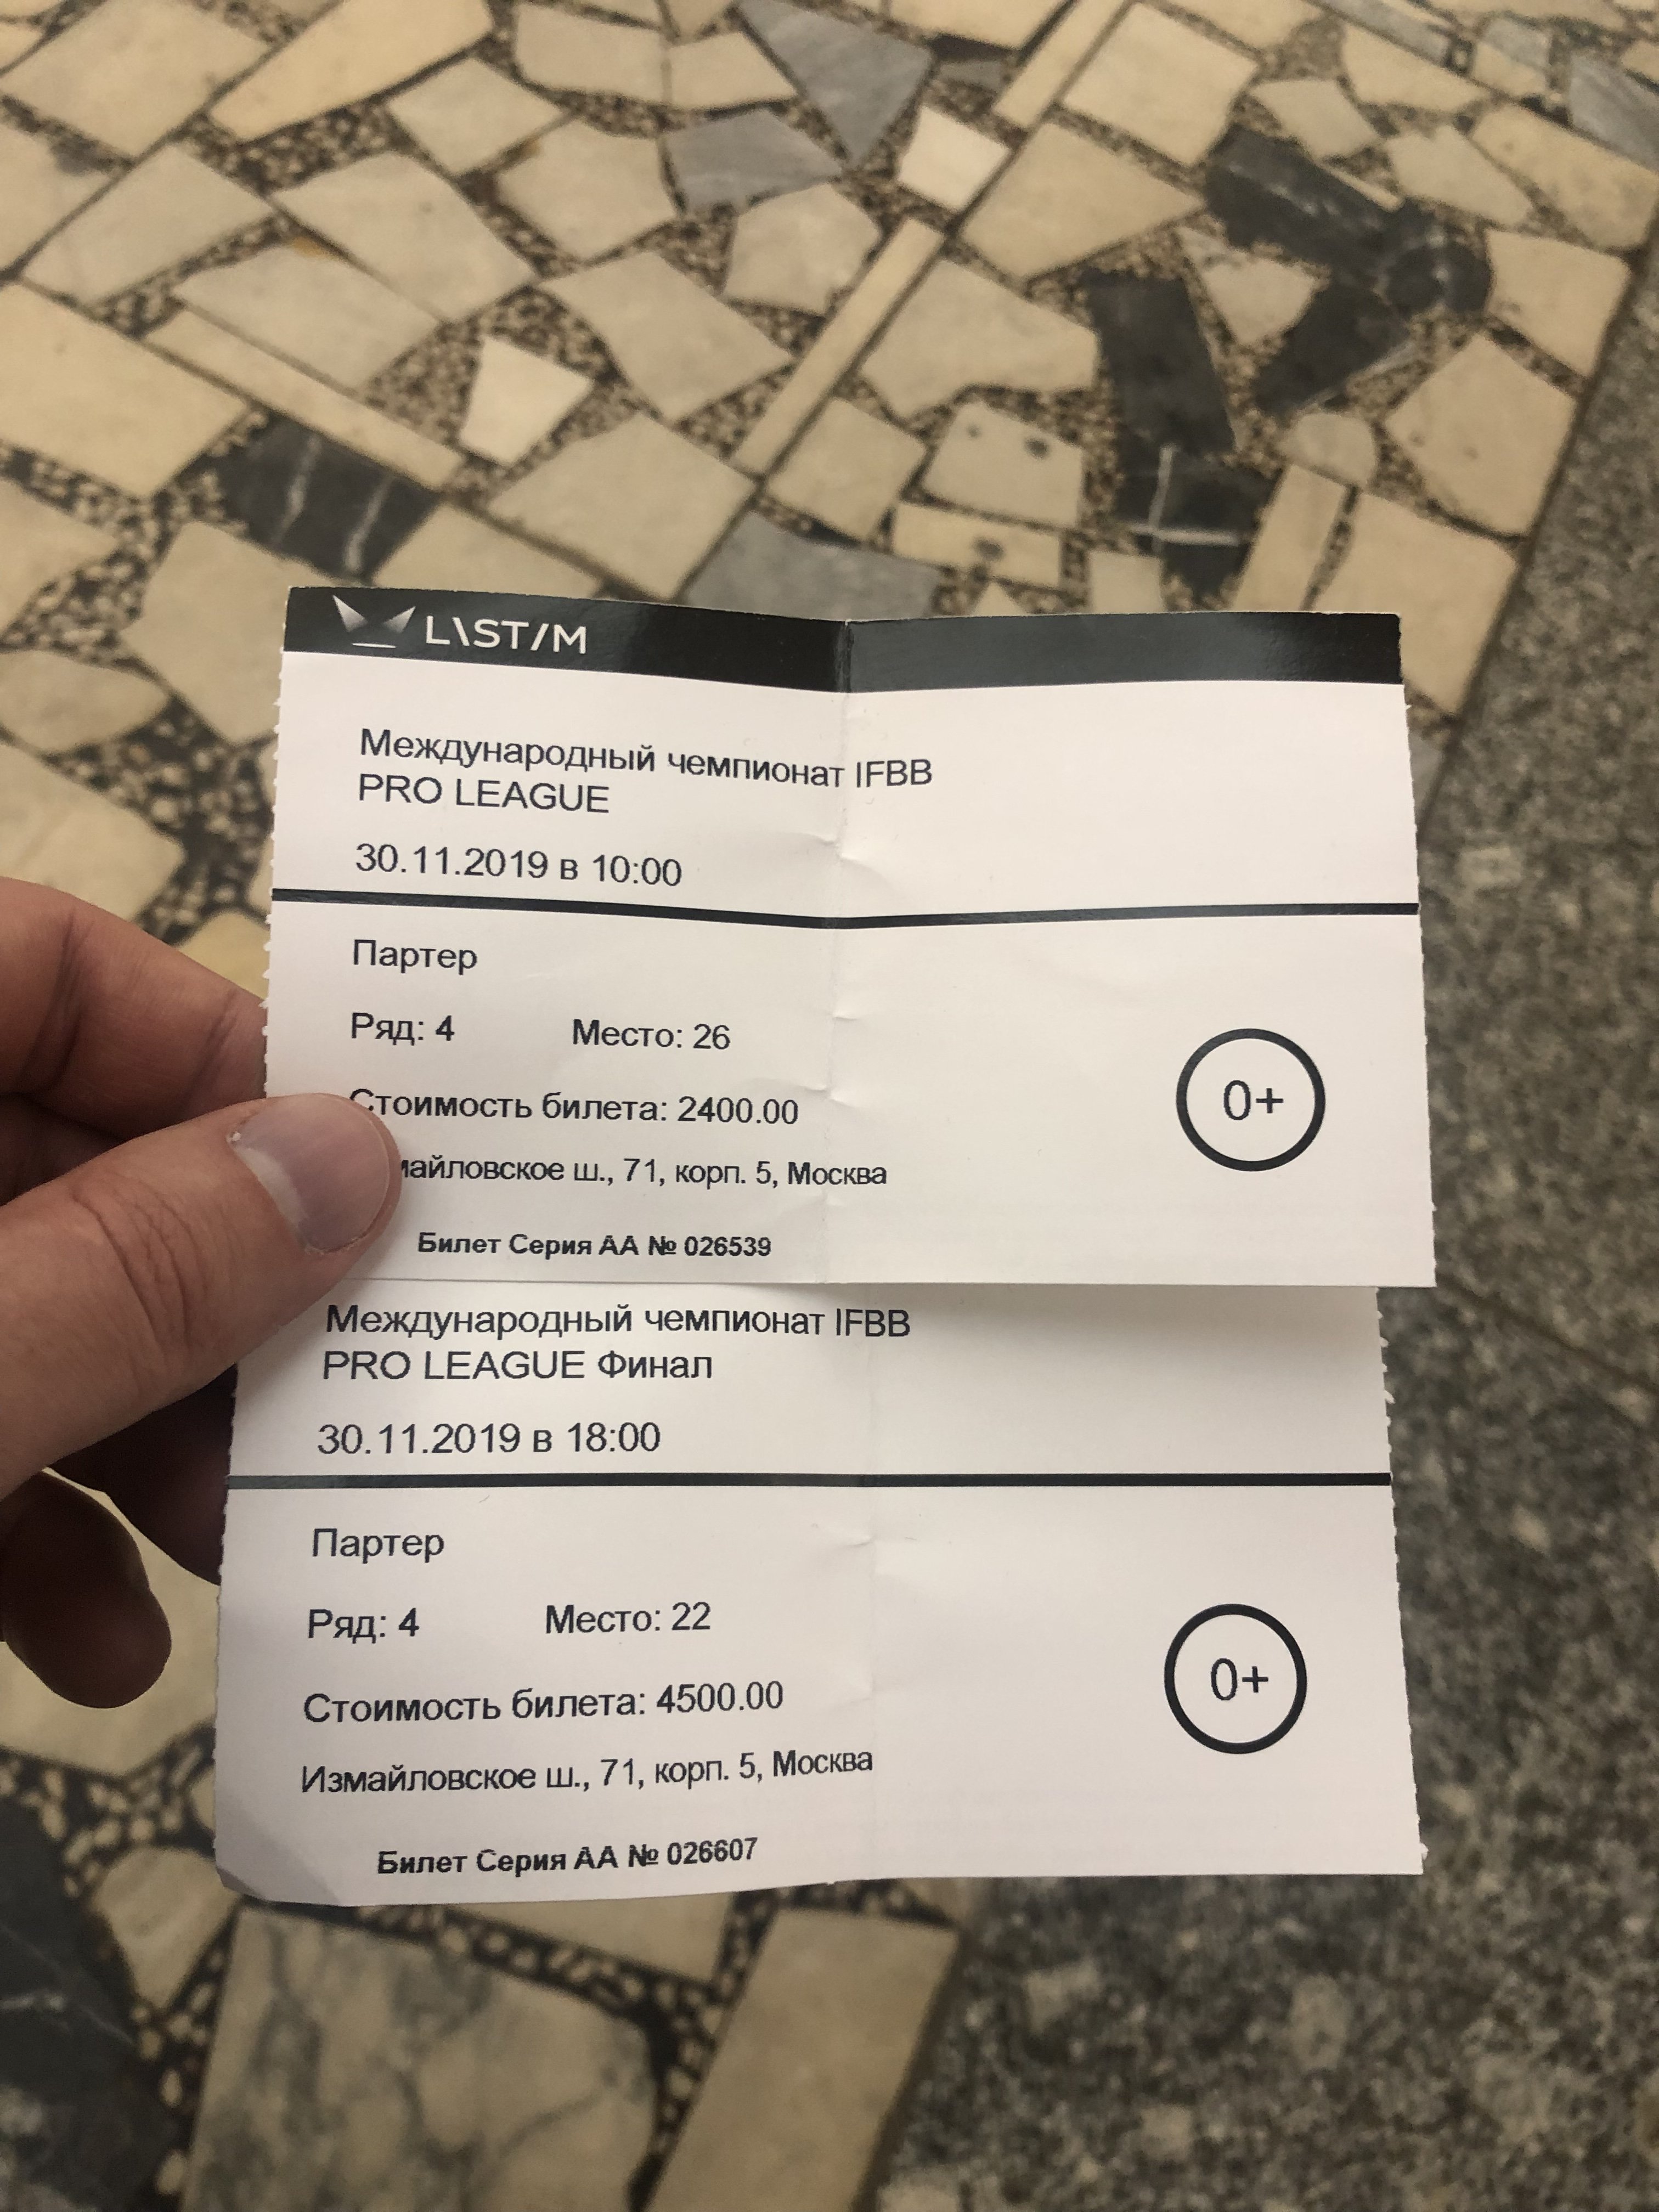 LASTIM
Международный чемпионат IFBB
PRO LEAGUE
30.11.2019 в 10:00
Партер
Ряд: 4 Место: 26
0+
Стоимость билета: 2400.00
ш., 71, корп. 5, Москва
Билет Серия АА № 026539
Международный чемпионат IFBB
PRO LEAGUE Финал
30.11.2019 в 18:00
Партер
Ряд: 4 Место: 22
0+
Стоимость билета: 4500.00
Измайловское ш., 71, корп. 5, Москва
Билет Серия АА № 026607